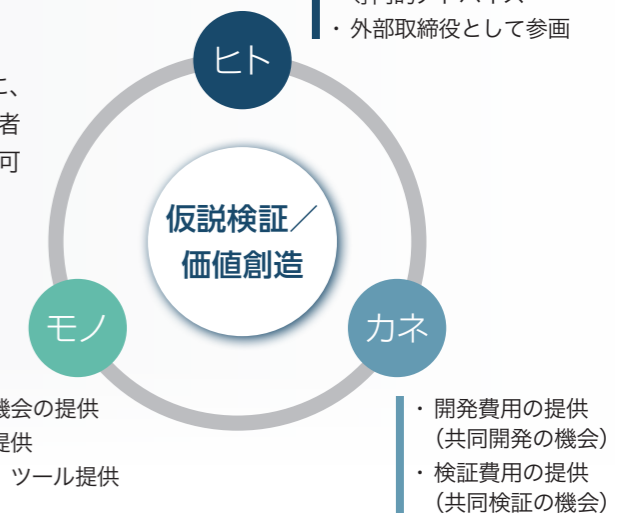 ・外部取締役として参画
ヒト
に、
者
可
仮説検証／
価値創造
モノ
カネ
機会の提供
提供
ツール提供
・開発費用の提供
（共同開発の機会）
・検証費用の提供
（共同検証の機会）